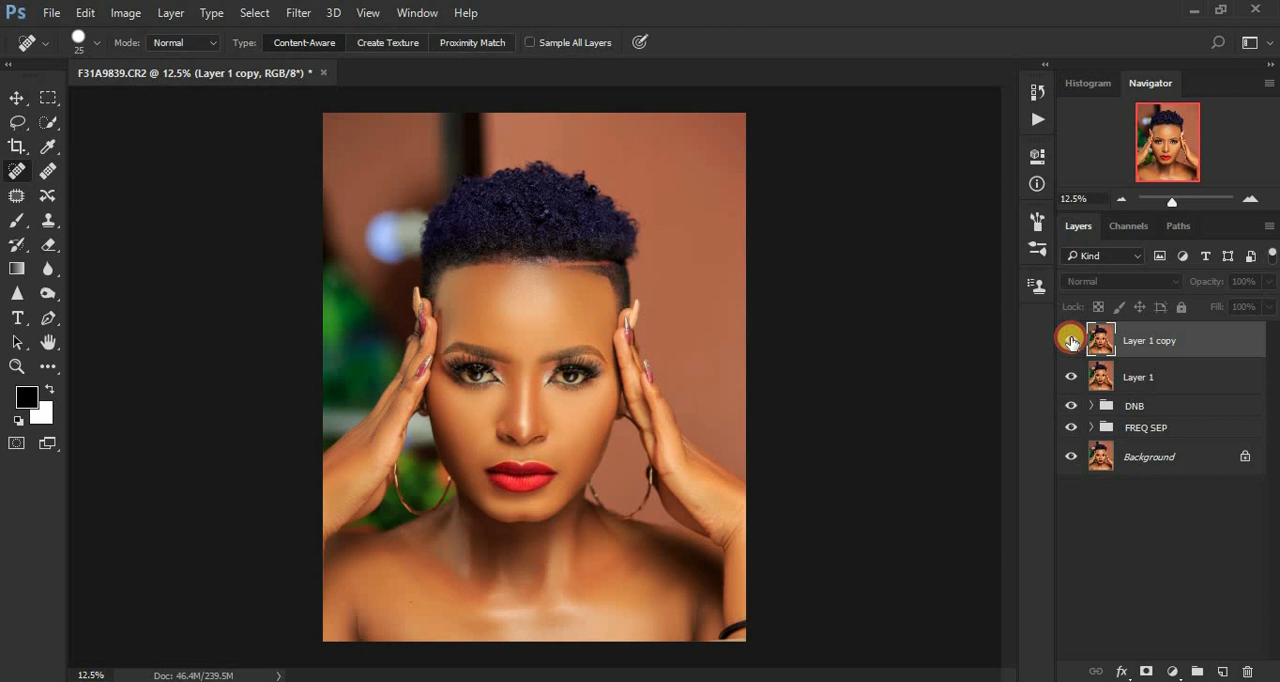 Ps File Edit Image Layer Type Select Filter 3D View Window Help
25 Mode: Normal Type: Content-Aware Create Texture Proximity Match Sample All Layers
F31A9839.CR2 @ 12.5% (Layer 1 copy, RGB/8*) *
Histogram Navigator
12.5%
Layers Channels Paths
Kind
Normal Opacity: 100%
Lock: Fill: 100%
Layer 1 copy
Layer 1
DNB
FREQ SEP
Background
12.5% Doc: 46.4M/239.5M